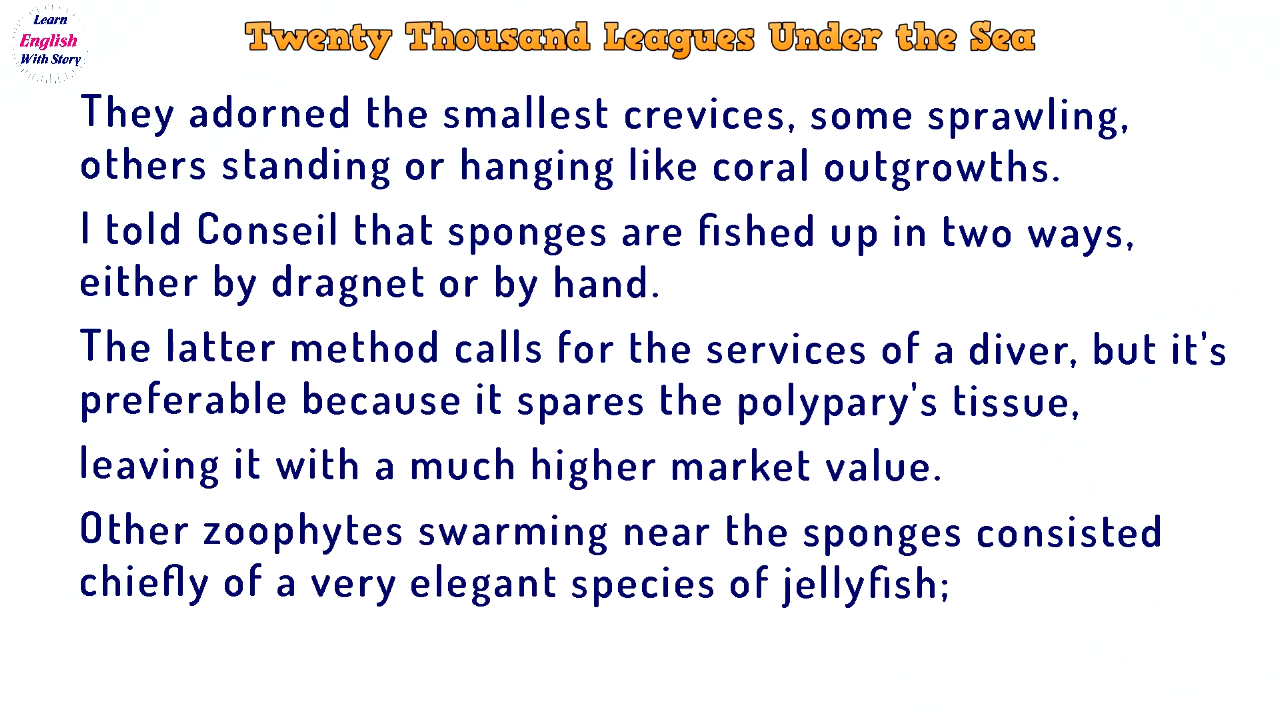 Learn
English
With Story
Twenty Thousand Leagues Under the Sea
They adorned the smallest crevices, some sprawling,
others standing or hanging like coral outgrowths.
I told Conseil that sponges are fished up in two ways,
either by dragnet or by hand.
The latter method calls for the services of a diver, but it's
preferable because it spares the polypary's tissue,
leaving it with a much higher market value.
Other zoophytes swarming near the sponges consisted
chiefly of a very elegant species of jellyfish;